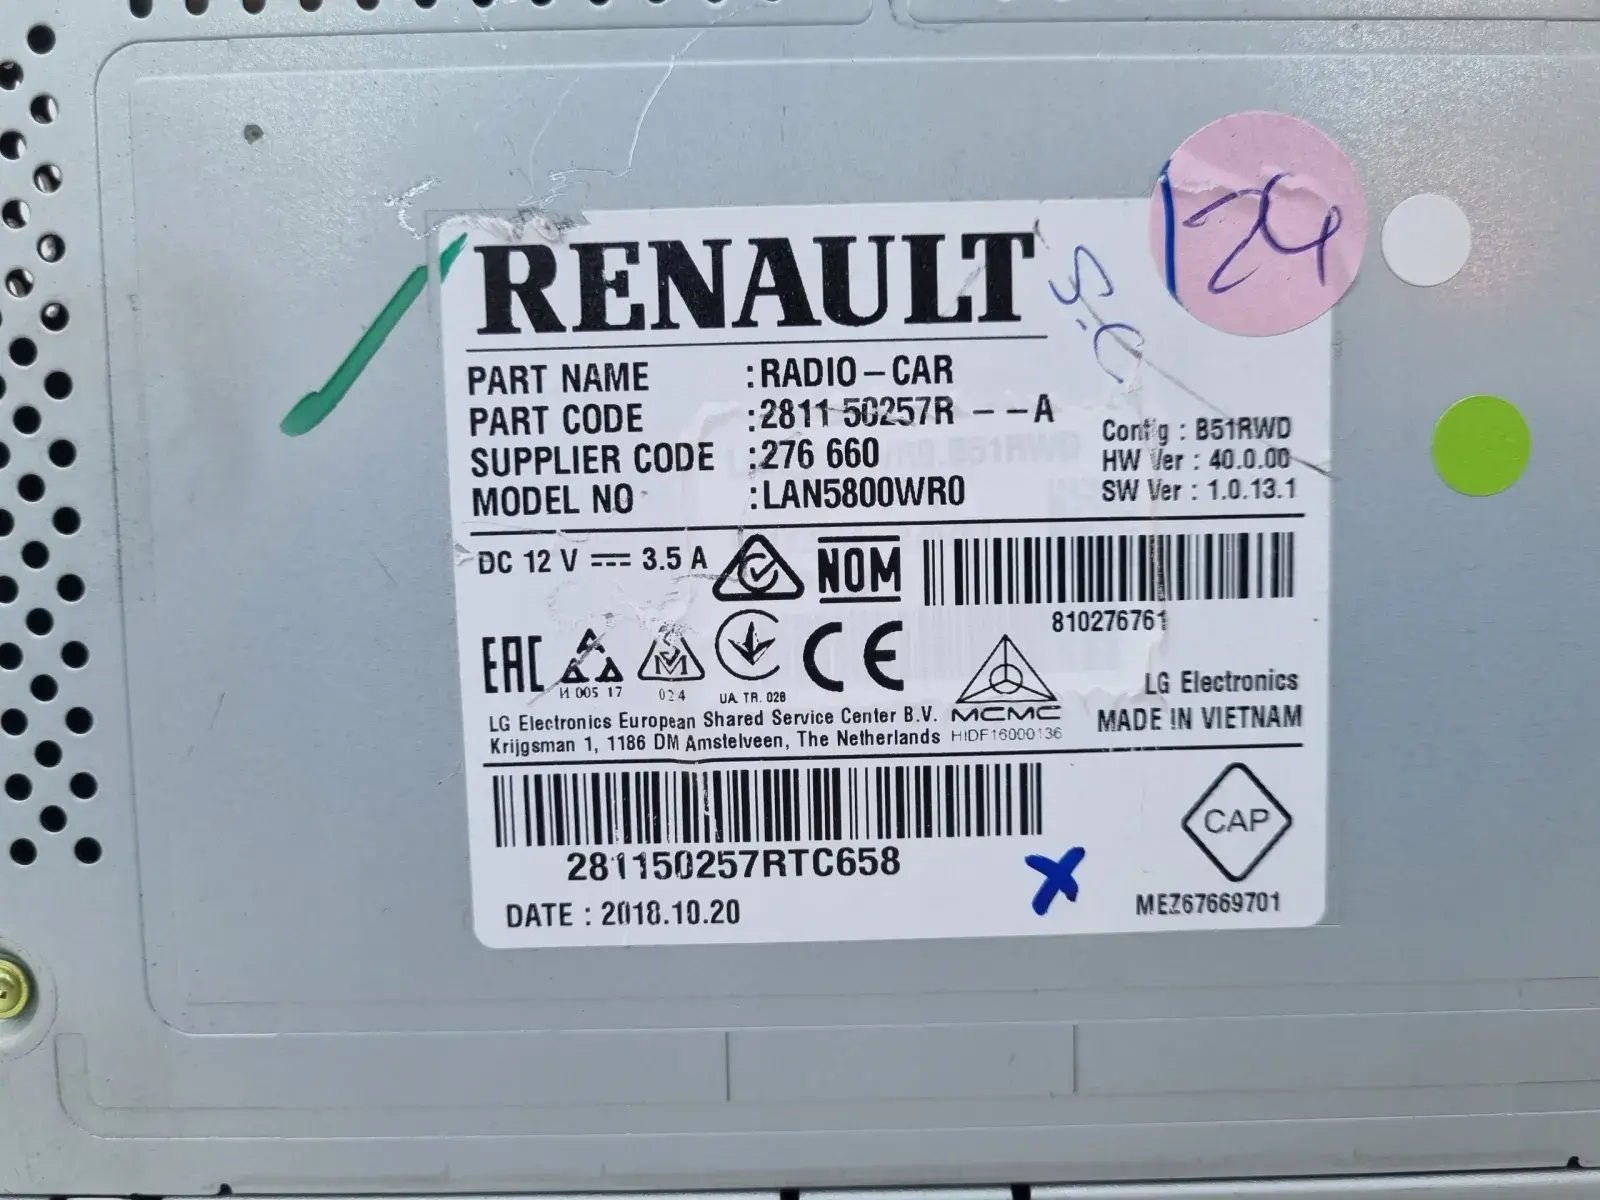 RENAULT
124
S.C
PART NAME :RADIO-CAR
PART CODE :2811 50257R --A
SUPPLIER CODE :276 660
MODEL NO :LAN5800WR0
Config : B51RWD
HW Ver : 40.0.00
SW Ver : 1.0.13.1
DC 12 V 3.5 A
NOM
810276761
EAC
И 005 17
024
UA. TR. 028
CE
MCMC
HIDF16000136
LG Electronics
MADE IN VIETNAM
LG Electronics European Shared Service Center B.V.
Krijgsman 1, 1186 DM Amstelveen, The Netherlands
281150257RTC658
DATE : 2018.10.20
CAP
MEZ67669701